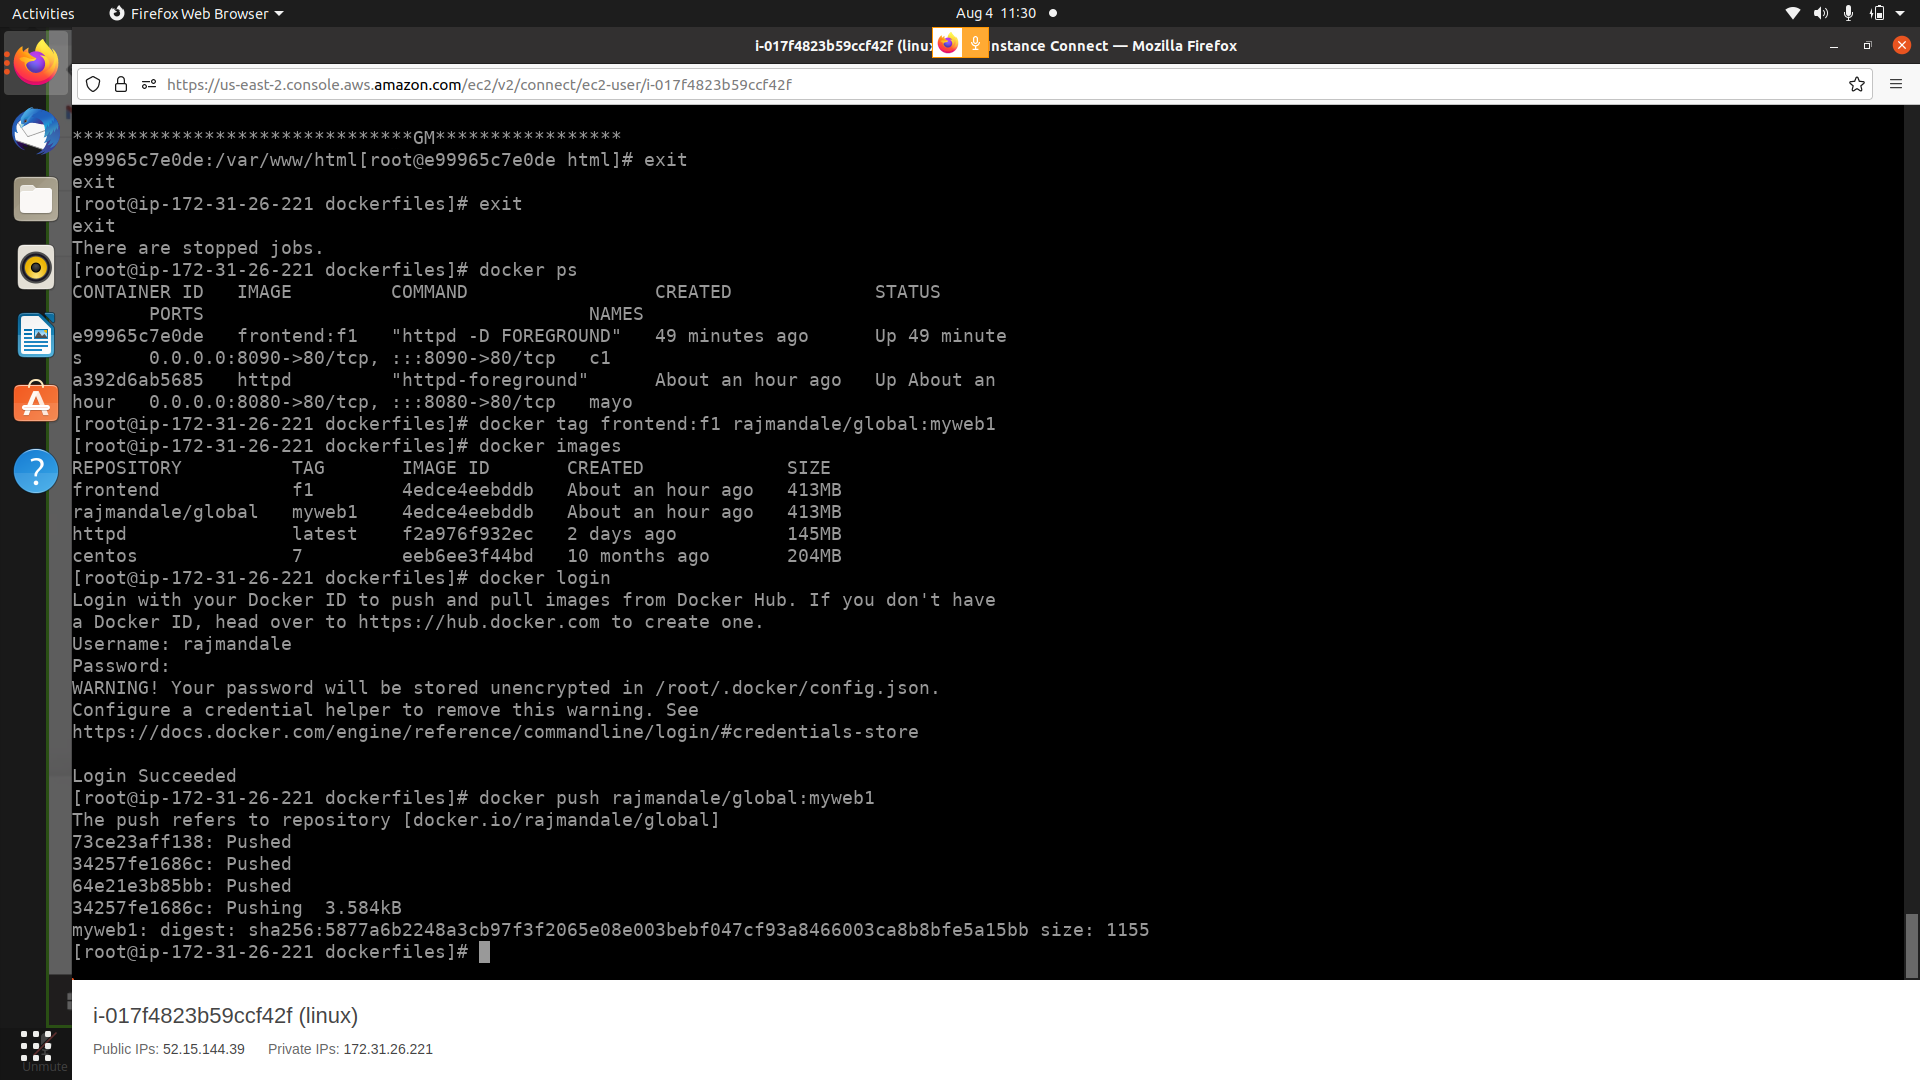 Activities
Firefox Web Browser
Aug 4 11:30
i-017f4823b59ccf42f (linu
nstance Connect — Mozilla Firefox
https://us-east-2.console.aws.amazon.com/ec2/v2/connect/ec2-user/i-017f4823b59ccf42f
*******************************GM*****************
e99965c7e0de:/var/www/html[root@e99965c7e0de html]# exit
exit
[root@ip-172-31-26-221 dockerfiles]# exit
exit
There are stopped jobs.
[root@ip-172-31-26-221 dockerfiles]# docker ps
CONTAINER ID   IMAGE         COMMAND                 CREATED             STATUS
       PORTS                                   NAMES
e99965c7e0de   frontend:f1   "httpd -D FOREGROUND"   49 minutes ago      Up 49 minute
s      0.0.0.0:8090->80/tcp, :::8090->80/tcp   c1
a392d6ab5685   httpd         "httpd-foreground"      About an hour ago   Up About an
hour   0.0.0.0:8080->80/tcp, :::8080->80/tcp   mayo
[root@ip-172-31-26-221 dockerfiles]# docker tag frontend:f1 rajmandale/global:myweb1
[root@ip-172-31-26-221 dockerfiles]# docker images
REPOSITORY          TAG       IMAGE ID       CREATED             SIZE
frontend            f1        4edce4eebddb   About an hour ago   413MB
rajmandale/global   myweb1    4edce4eebddb   About an hour ago   413MB
httpd               latest    f2a976f932ec   2 days ago          145MB
centos              7         eeb6ee3f44bd   10 months ago       204MB
[root@ip-172-31-26-221 dockerfiles]# docker login
Login with your Docker ID to push and pull images from Docker Hub. If you don't have
a Docker ID, head over to https://hub.docker.com to create one.
Username: rajmandale
Password:
WARNING! Your password will be stored unencrypted in /root/.docker/config.json.
Configure a credential helper to remove this warning. See
https://docs.docker.com/engine/reference/commandline/login/#credentials-store
Login Succeeded
[root@ip-172-31-26-221 dockerfiles]# docker push rajmandale/global:myweb1
The push refers to repository [docker.io/rajmandale/global]
73ce23aff138: Pushed
34257fe1686c: Pushed
64e21e3b85bb: Pushed
34257fe1686c: Pushing  3.584kB
myweb1: digest: sha256:5877a6b2248a3cb97f3f2065e08e003bebf047cf93a8466003ca8b8bfe5a15bb size: 1155
[root@ip-172-31-26-221 dockerfiles]#
i-017f4823b59ccf42f (linux)
Public IPs: 52.15.144.39   Private IPs: 172.31.26.221
Unmute